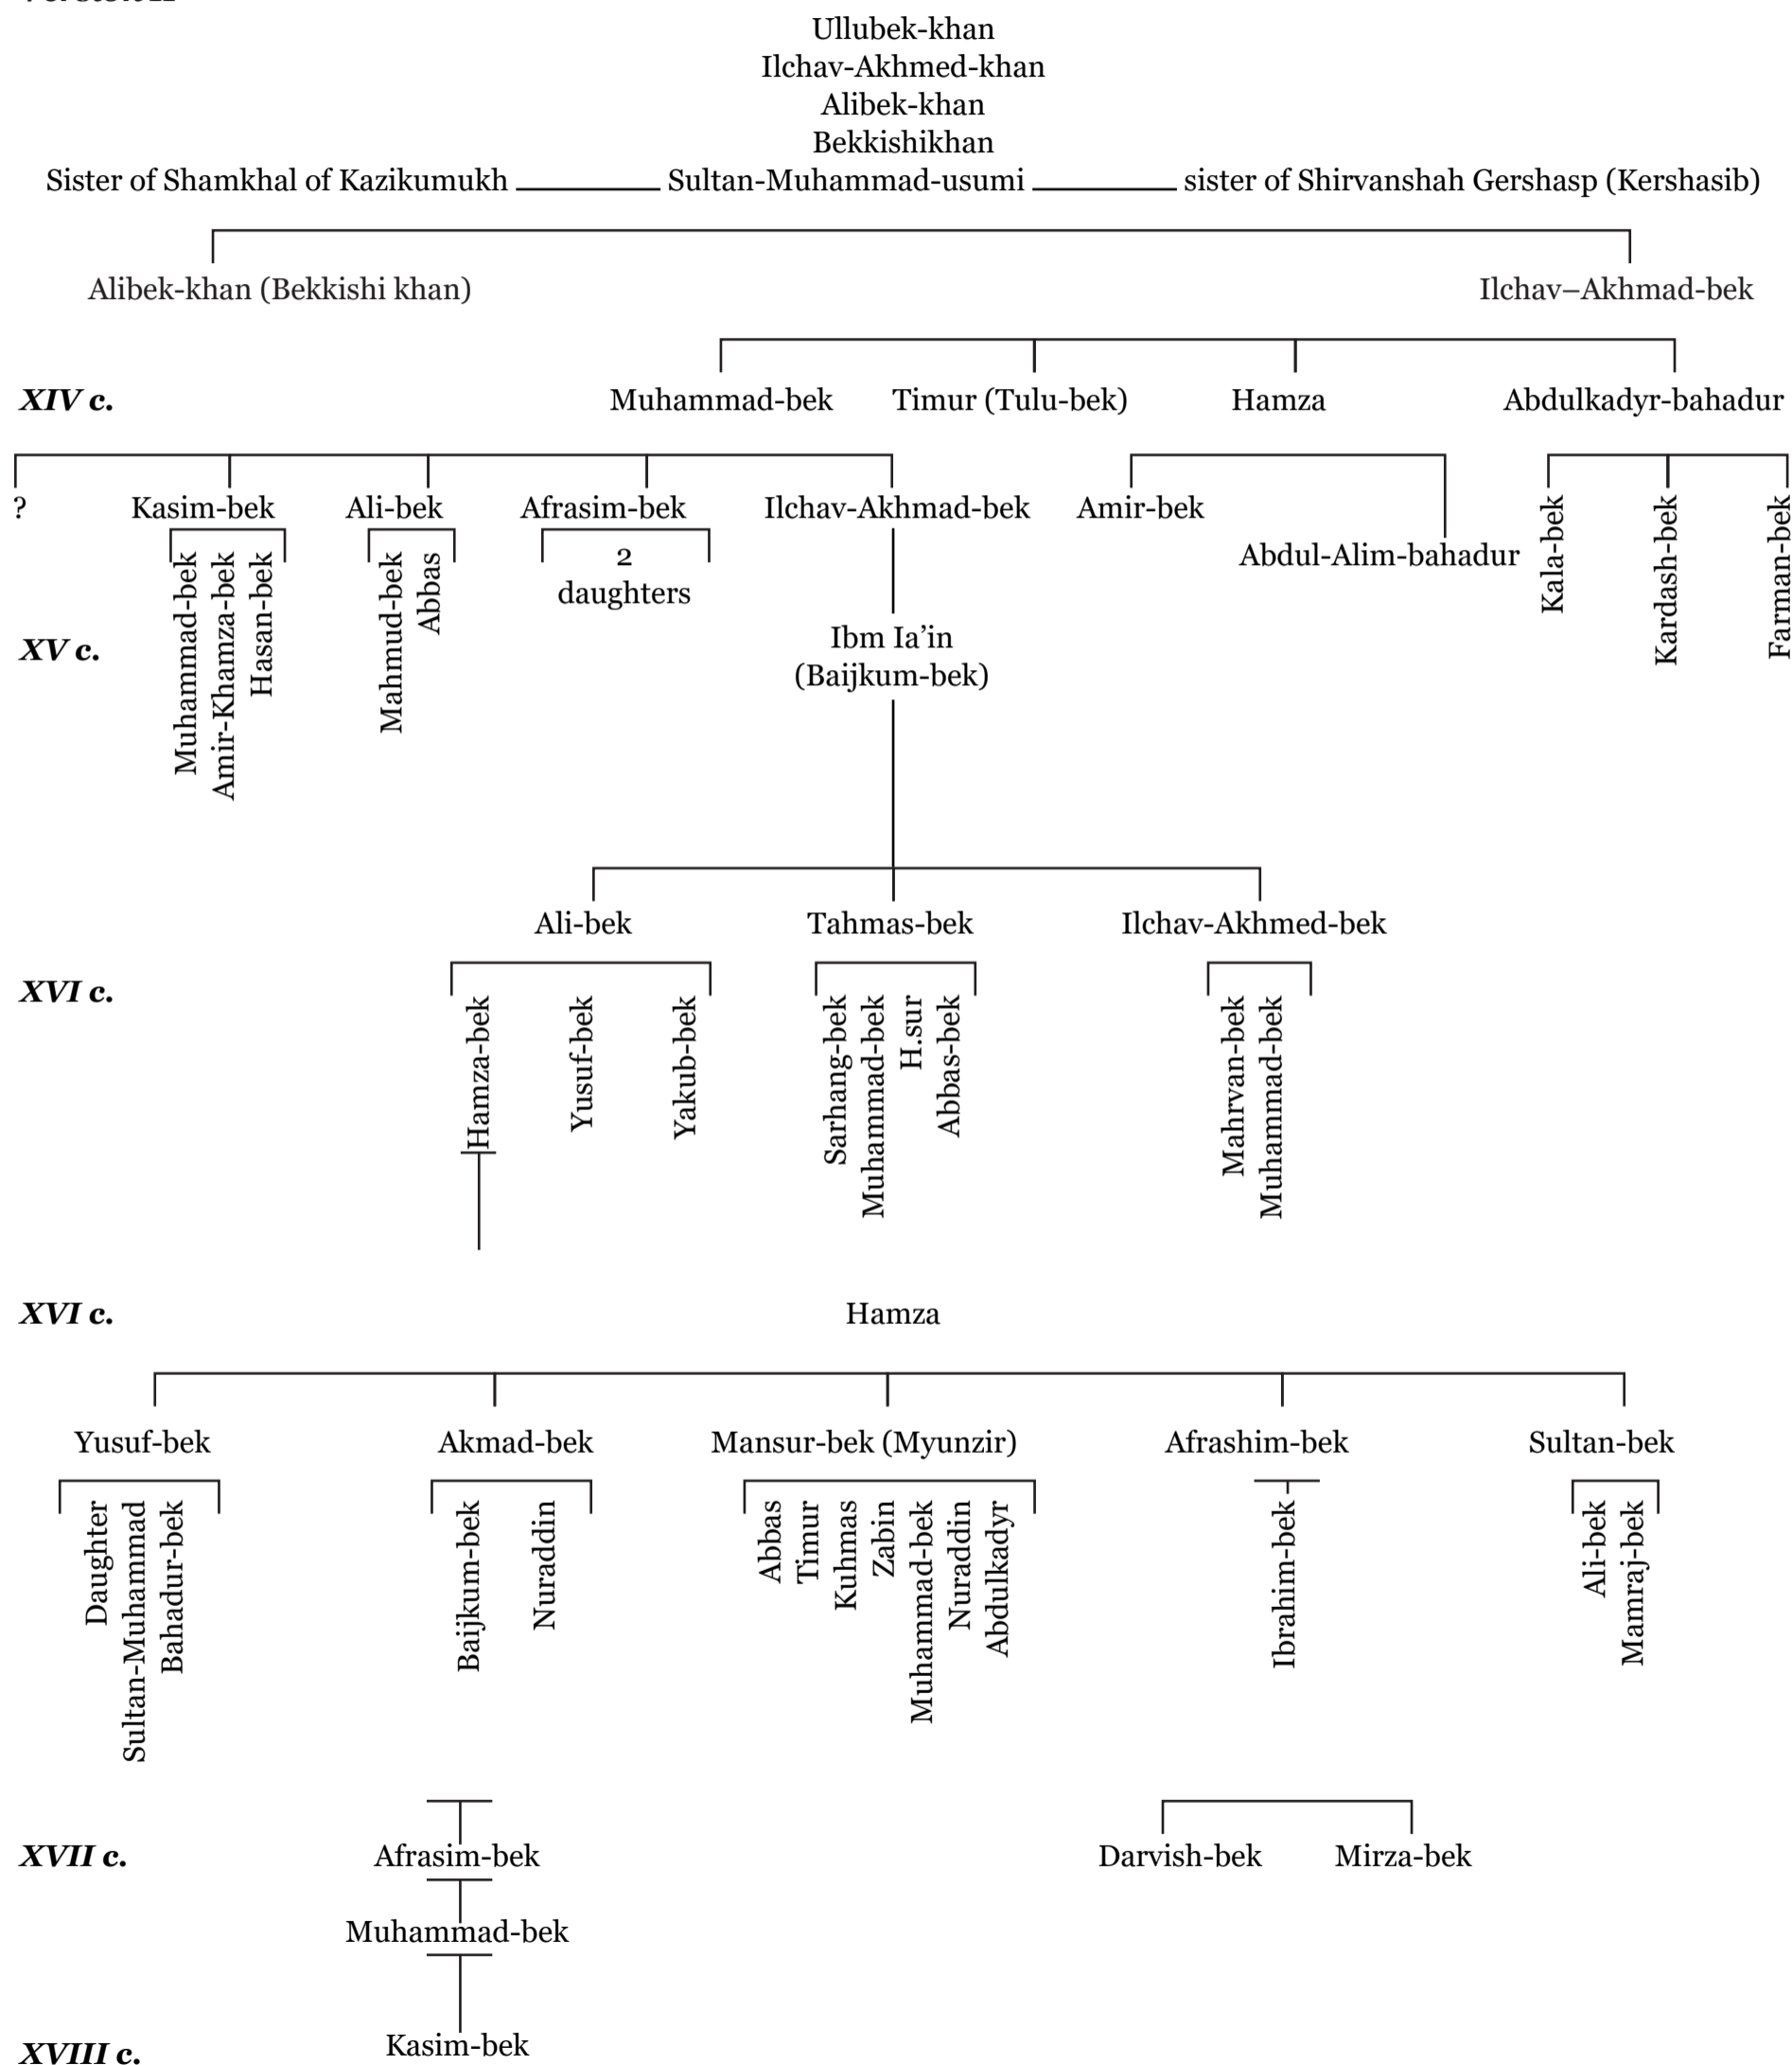 Ullubek-khan
Ilchav-Akhmed-khan
Alibek-khan
Bekkishikhan
Sister of Shamkhal of Kazikumukh Sultan-Muhammad-usumi sister of Shirvanshah Gershasp (Kershasib)
Alibek-khan (Bekkishi khan) Ilchav–Akhmad-bek
XIV c. Muhammad-bek Timur (Tulu-bek) Hamza Abdulkadyr-bahadur
? Kasim-bek Ali-bek Afrasim-bek Ilchav-Akhmad-bek Amir-bek
Abdul-Alim-bahadur
Kala-bek
Kardash-bek
Farman-bek
Muhammad-bek
Amir-Khamza-bek
Hasan-bek
Mahmud-bek
Abbas
2
daughters
XV c.
Ibm Ia’in
(Baijkum-bek)
Ali-bek Tahmas-bek Ilchav-Akhmed-bek
XVI c.
Hamza-bek
Yusuf-bek
Yakub-bek
Sarhang-bek
Muhammad-bek
H.sur
Abbas-bek
Mahrvan-bek
Muhammad-bek
XVI c. Hamza
Yusuf-bek Akmad-bek Mansur-bek (Myunzir) Afrashim-bek Sultan-bek
Daughter
Sultan-Muhammad
Bahadur-bek
Baijkum-bek
Nuraddin
Abbas
Timur
Kuhmas
Zabin
Muhammad-bek
Nuraddin
Abdulkadyr
Ibrahim-bek
Ali-bek
Mamraj-bek
XVII c. Afrasim-bek Darvish-bek Mirza-bek
Muhammad-bek
XVIII c. Kasim-bek